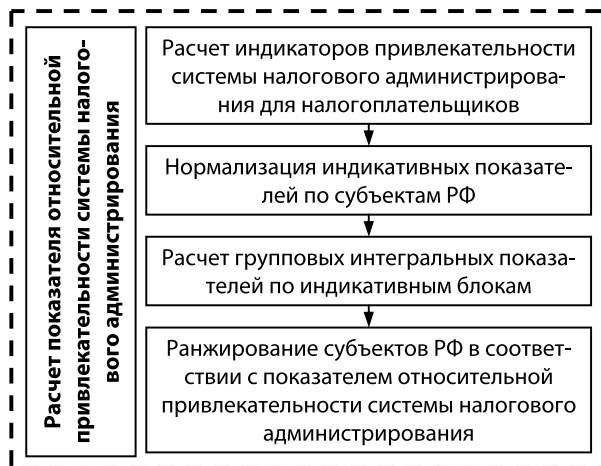 Расчет показателя относительной
привлекательности системы налого-
вого администрирования
Расчет индикаторов привлекательности
системы налогового администрирова-
ния для налогоплательщиков
Нормализация индикативных показате-
лей по субъектам РФ
Расчет групповых интегральных показа-
телей по индикативным блокам
Ранжирование субъектов РФ в соответ-
ствии с показателем относительной
привлекательности системы налогового
администрирования